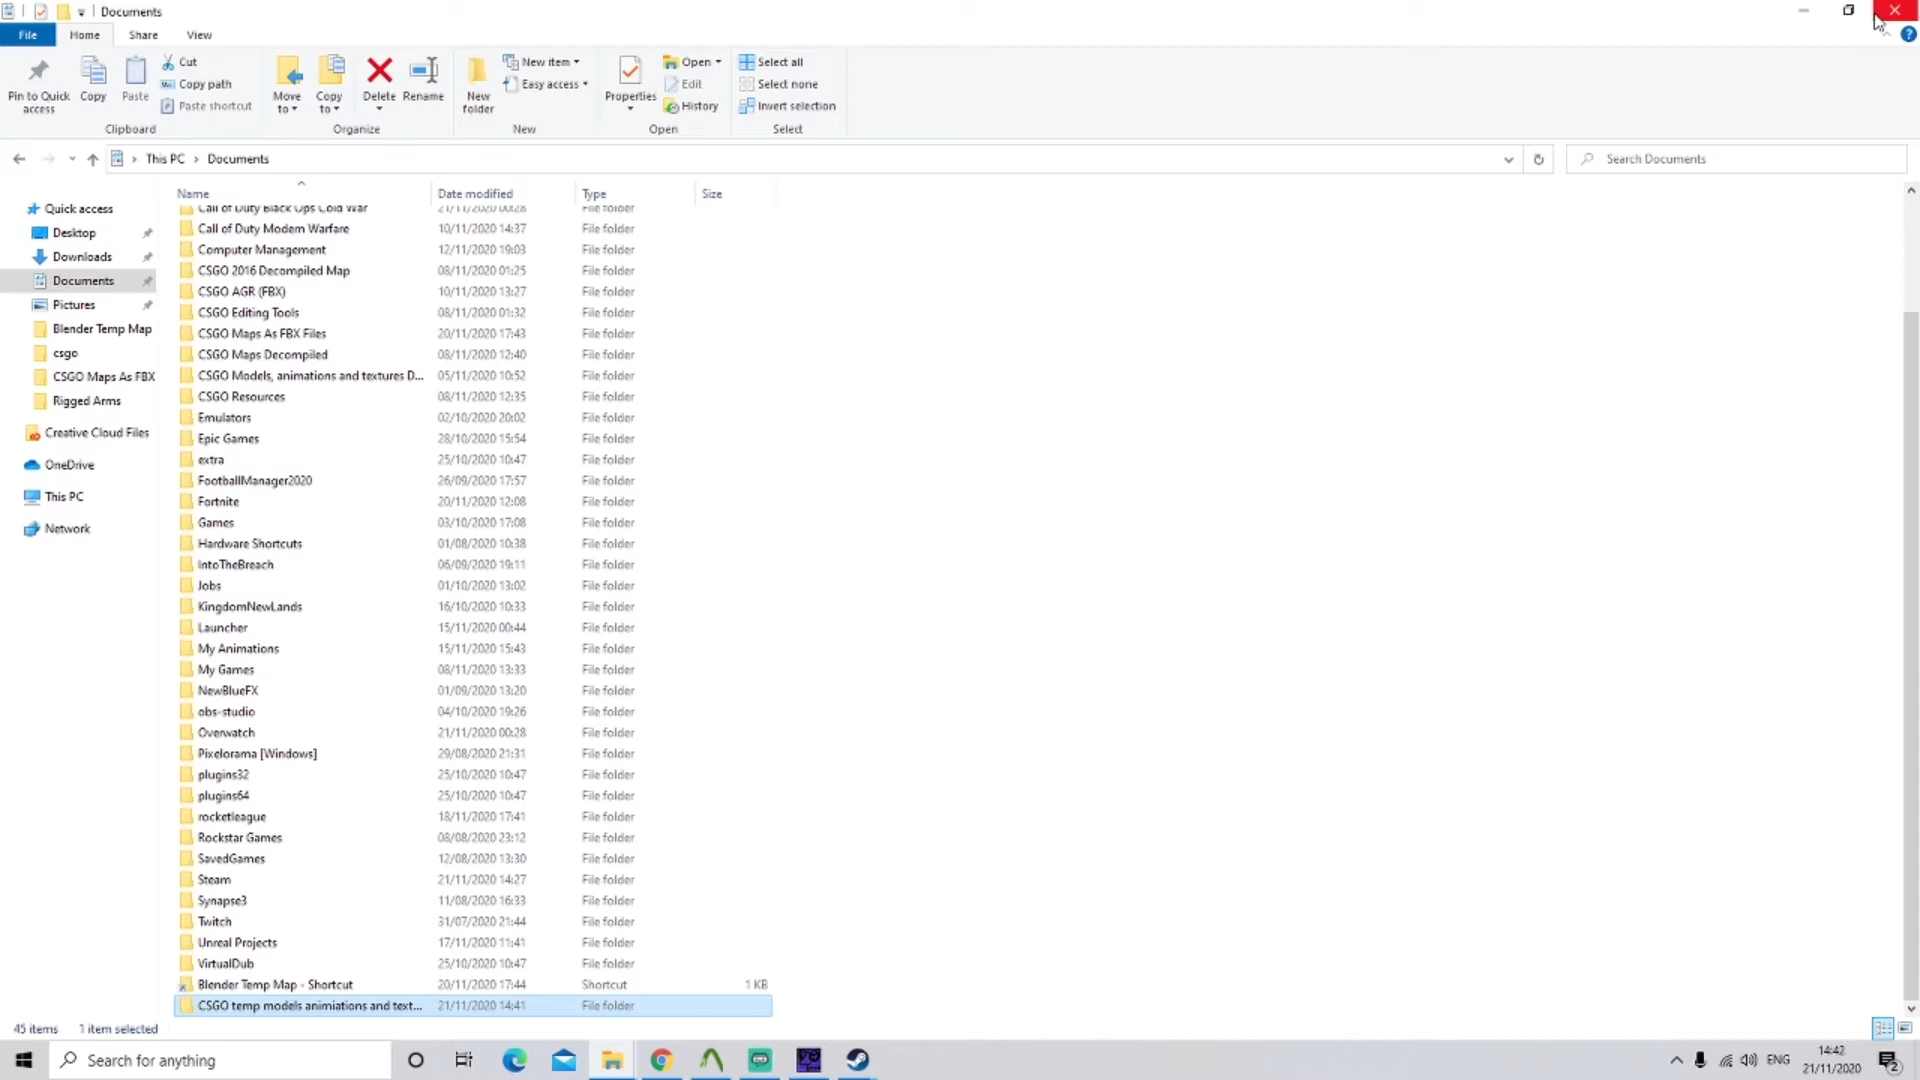 Documents
File Home Share View
Pin to Quick access
Copy
Paste
Cut
Copy path
Paste shortcut
Clipboard
Move to
Copy to
Delete
Rename
Organize
New folder
New item
Easy access
New
Properties
Open
Edit
History
Open
Select all
Select none
Invert selection
Select
This PC > Documents
Search Documents
Quick access
Desktop
Downloads
Documents
Pictures
Blender Temp Map
csgo
CSGO Maps As FBX
Rigged Arms
Creative Cloud Files
OneDrive
This PC
Network
Name Date modified Type Size
Call of Duty Black Ops Cold War 21/11/2020 00:28 File folder
Call of Duty Modern Warfare 10/11/2020 14:37 File folder
Computer Management 12/11/2020 19:03 File folder
CSGO 2016 Decompiled Map 08/11/2020 01:25 File folder
CSGO AGR (FBX) 10/11/2020 13:27 File folder
CSGO Editing Tools 08/11/2020 01:32 File folder
CSGO Maps As FBX Files 20/11/2020 17:43 File folder
CSGO Maps Decompiled 08/11/2020 12:40 File folder
CSGO Models, animations and textures D... 05/11/2020 10:52 File folder
CSGO Resources 08/11/2020 12:35 File folder
Emulators 02/10/2020 20:02 File folder
Epic Games 28/10/2020 15:54 File folder
extra 25/10/2020 10:47 File folder
FootballManager2020 26/09/2020 17:57 File folder
Fortnite 20/11/2020 12:08 File folder
Games 03/10/2020 17:08 File folder
Hardware Shortcuts 01/08/2020 10:38 File folder
IntoTheBreach 06/09/2020 19:11 File folder
Jobs 01/10/2020 13:02 File folder
KingdomNewLands 16/10/2020 10:33 File folder
Launcher 15/11/2020 00:44 File folder
My Animations 15/11/2020 15:43 File folder
My Games 08/11/2020 13:33 File folder
NewBlueFX 01/09/2020 13:20 File folder
obs-studio 04/10/2020 19:26 File folder
Overwatch 21/11/2020 00:28 File folder
Pixelorama [Windows] 29/08/2020 21:31 File folder
plugins32 25/10/2020 10:47 File folder
plugins64 25/10/2020 10:47 File folder
rocketleague 18/11/2020 17:41 File folder
Rockstar Games 08/08/2020 23:12 File folder
SavedGames 12/08/2020 13:30 File folder
Steam 21/11/2020 14:27 File folder
Synapse3 11/08/2020 16:33 File folder
Twitch 31/07/2020 21:44 File folder
Unreal Projects 17/11/2020 11:41 File folder
VirtualDub 25/10/2020 10:47 File folder
Blender Temp Map - Shortcut 20/11/2020 17:44 Shortcut 1 KB
CSGO temp models animiations and text... 21/11/2020 14:41 File folder
45 items 1 item selected
Search for anything
ENG
14:42
21/11/2020
2